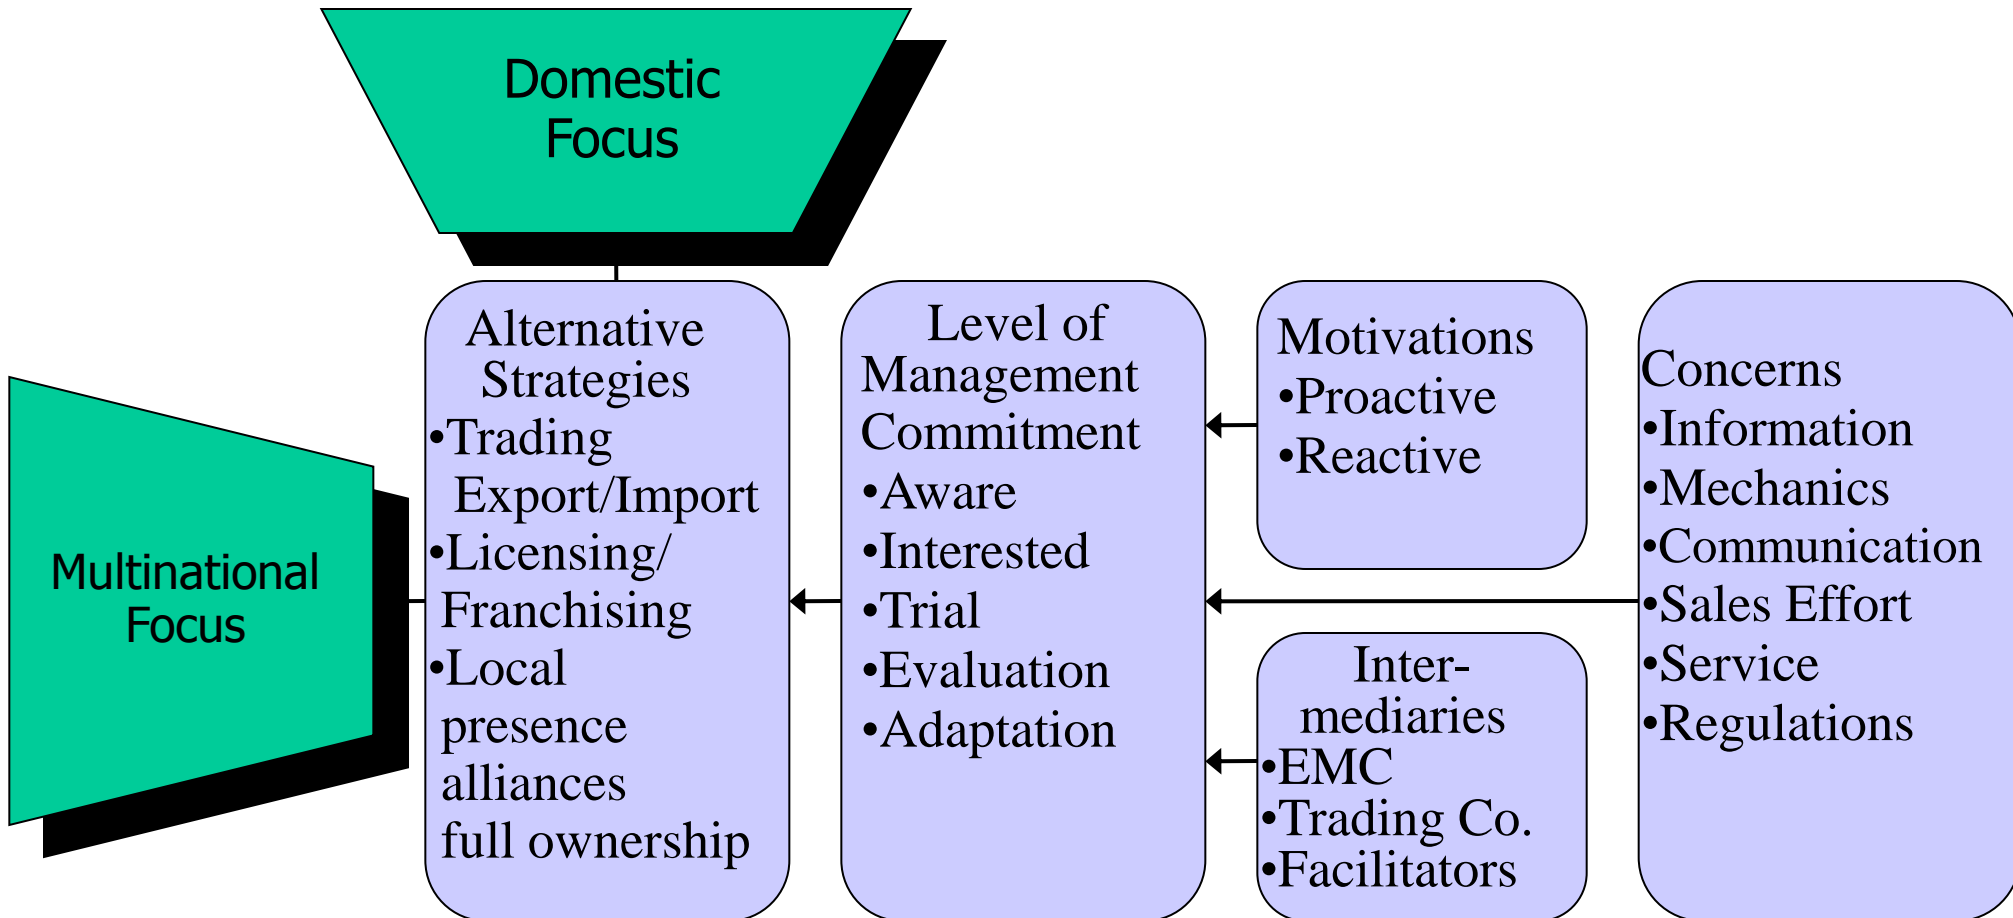 Domestic
Focus
Multinational
Focus
Alternative
Strategies
•Trading
Export/Import
•Licensing/
Franchising
•Local
presence
alliances
full ownership
Level of
Management
Commitment
•Aware
•Interested
•Trial
•Evaluation
•Adaptation
Motivations
•Proactive
•Reactive
Inter-
mediaries
•EMC
•Trading Co.
•Facilitators
Concerns
•Information
•Mechanics
•Communication
•Sales Effort
•Service
•Regulations